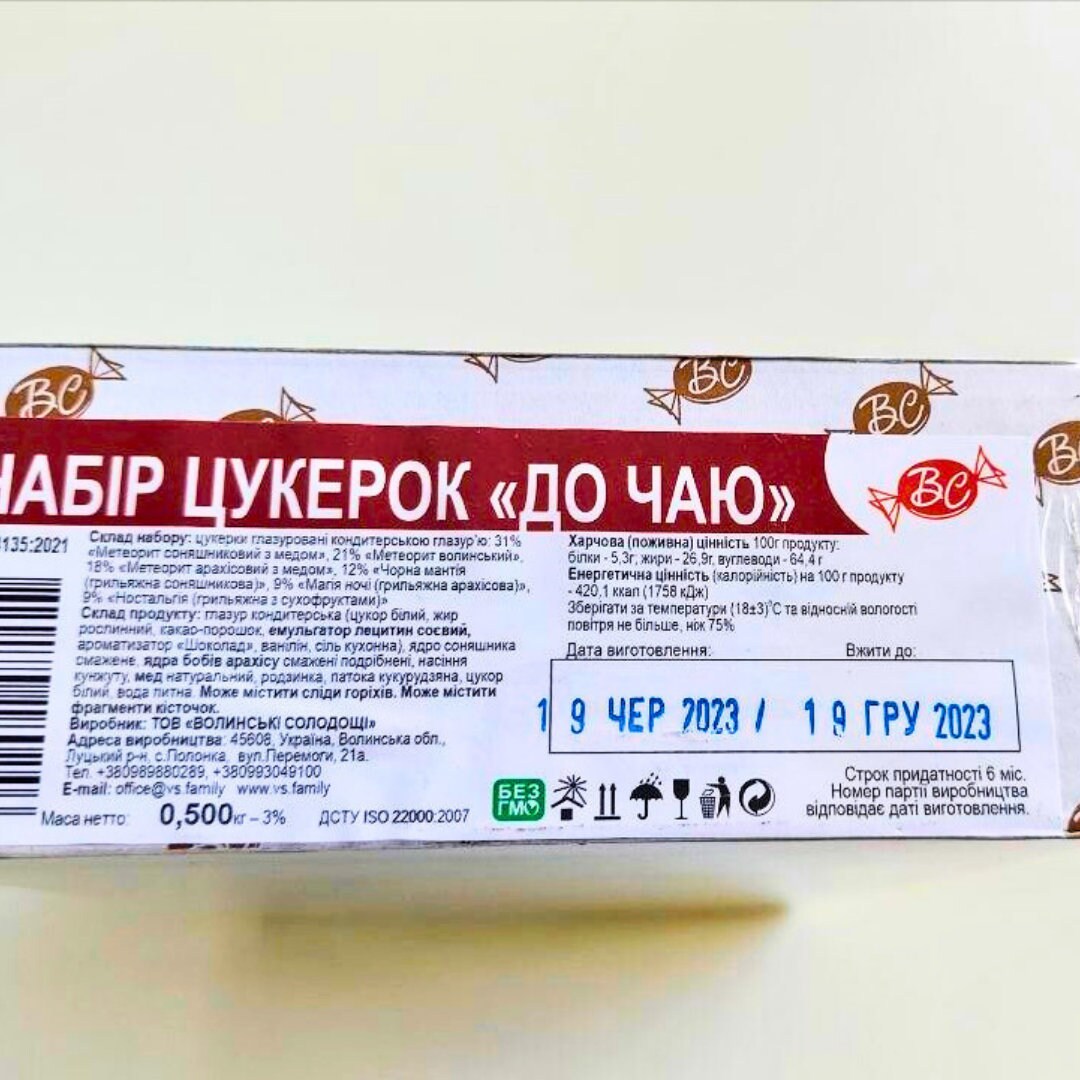 ВС
ВС
ВС
В
НАБІР ЦУКЕРОК «ДО ЧАЮ»
ВС
135:2021
Склад набору: цукерки глазуровані кондитерською глазур'ю: 31%
«Метеорит соняшниковий з медом», 21% «Метеорит волинський»,
18% «Метеорит арахісовий з медом», 12% «Чорна мантія
(грильяжна соняшникова)», 9% «Магія ночі (грильяжна арахісова)»,
9% «Ностальгія (грильяжна з сухофруктами)»
Склад продукту: глазур кондитерська (цукор білий, жир
рослинний, какао-порошок, емульгатор лецитин соєвий,
ароматизатор «Шоколад», ванілін, сіль кухонна), ядро соняшника
смажене, ядра бобів арахісу смажені подрібнені, насіння
кунжуту, мед натуральний, родзинка, патока кукурудзяна, цукор
білий, вода питна. Може містити сліди горіхів. Може містити
фрагменти кісточок.
Виробник: ТОВ «ВОЛИНСЬКІ СОЛОДОЩІ»
Адреса виробництва: 45608, Україна, Волинська обл.,
Луцький р-н, с.Полонка, вул.Перемоги, 21а.
Тел. +380989880289, +380993049100
E-mail: office@vs.family www.vs.family
Маса нетто: 0,500кг – 3% ДСТУ ISO 22000:2007
Харчова (поживна) цінність 100г продукту:
білки - 5,3г, жири - 26,9г, вуглеводи - 64,4 г
Енергетична цінність (калорійність) на 100 г продукту
- 420,1 ккал (1758 кДж)
Зберігати за температури (18±3)°С та відносній вологості
повітря не більше, ніж 75%
Дата виготовлення: Вжити до:
19 ЧЕР 2023 / 19 ГРУ 2023
БЕЗ
ГМО
Строк придатності 6 міс.
Номер партії виробництва
відповідає даті виготовлення.